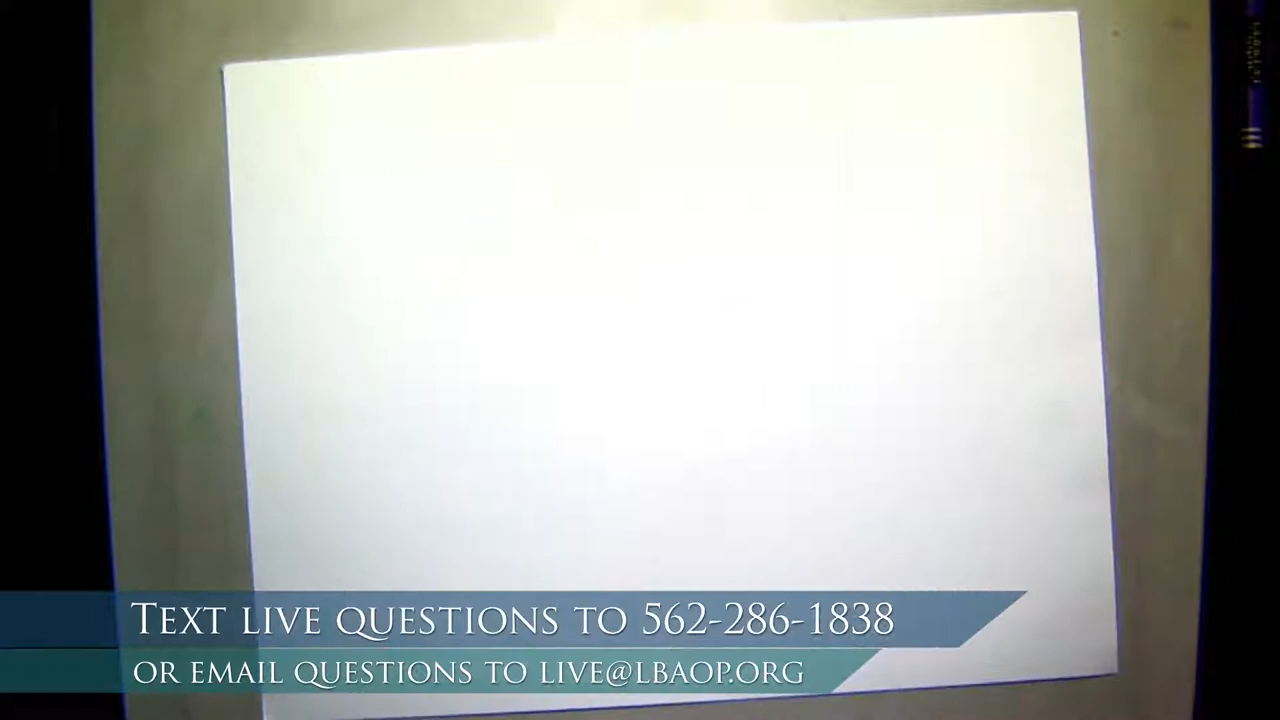 Text live questions to 562-286-1838
or email questions to live@lbaop.org